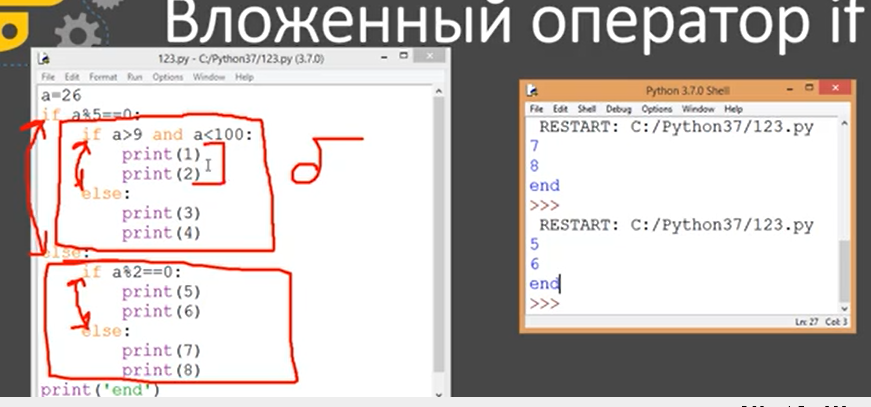 Вложенный оператор if
123.py - C:/Python37/123.py (3.7.0)
File Edit Format Run Options Window Help
a=26
if a%5==0:
if a>9 and a<100:
print(1)
print(2)
else:
print(3)
print(4)
else:
if a%2==0:
print(5)
print(6)
else:
print(7)
print(8)
print('end')
Python 3.7.0 Shell
File Edit Shell Debug Options Window Help
RESTART: C:/Python37/123.py
7
8
end
>>>
RESTART: C:/Python37/123.py
5
6
end
>>>
Ln: 27 Col: 3